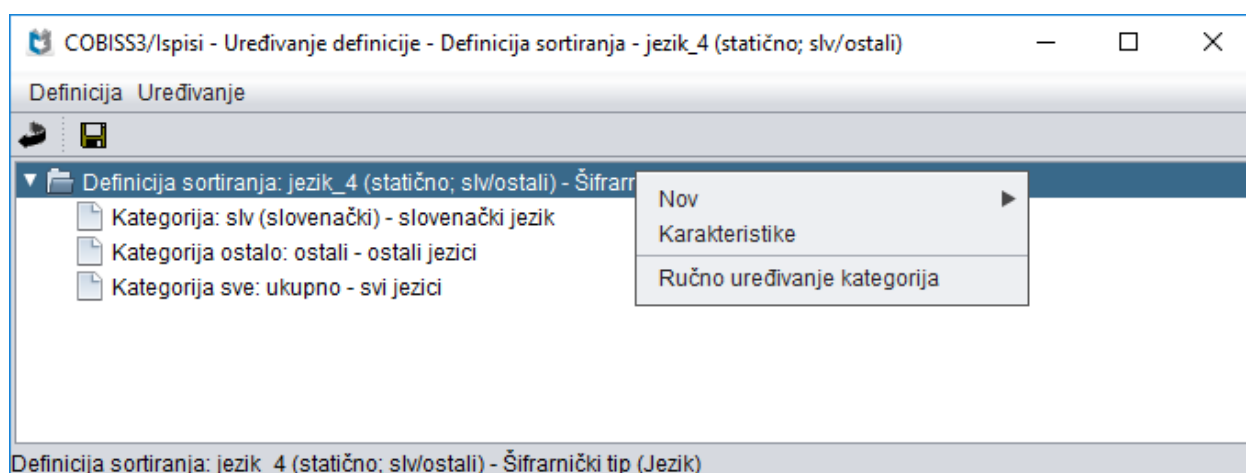 COBISS3/Ispisi - Uređivanje definicije - Definicija sortiranja - jezik_4 (statično; slv/ostali)
Definicija Uređivanje
Definicija sortiranja: jezik_4 (statično; slv/ostali) - Šifrarr
Nov
Karakteristike
Ručno uređivanje kategorija
Kategorija: slv (slovenački) - slovenački jezik
Kategorija ostalo: ostali - ostali jezici
Kategorija sve: ukupno - svi jezici
Definicija sortiranja: jezik_4 (statično; slv/ostali) - Šifrarnički tip (Jezik)